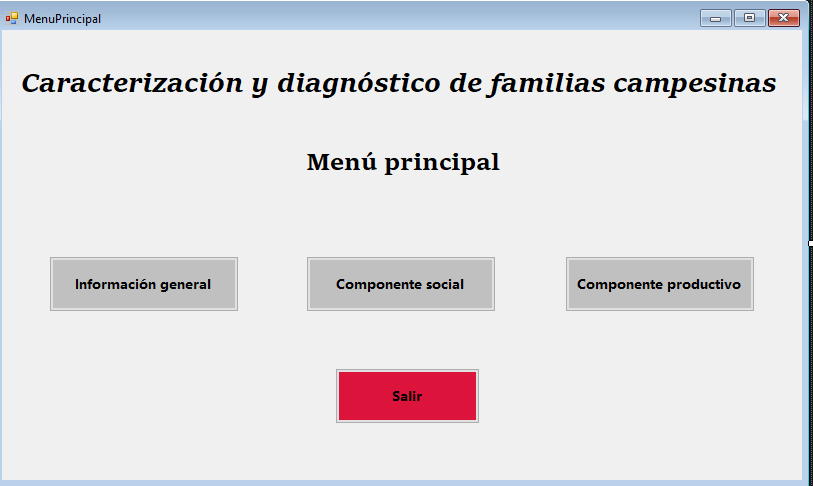 MenuPrincipal
Caracterización y diagnóstico de familias campesinas
Menú principal
Información general
Componente social
Componente productivo
Salir